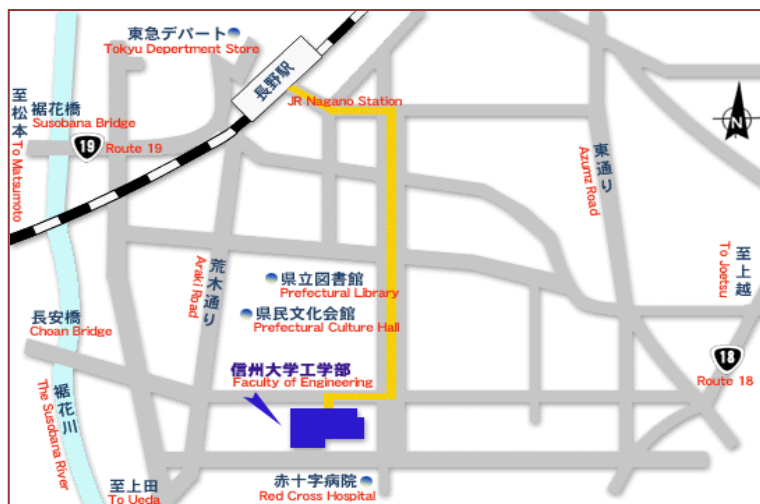 東急デパート
Tokyu Depertment Store
長野駅
JR Nagano Station
至松本
To Matsumoto
裾花橋
Susobana Bridge
19
Route 19
N
東通り
Azumz Road
至上越
To Joetsu
荒木通り
Araki Road
県立図書館
Prefectural Library
県民文化会館
Prefectural Culture Hall
長安橋
Choan Bridge
信州大学工学部
Faculty of Engineering
18
Route 18
裾花川
The Susobana River
至上田
To Ueda
赤十字病院
Red Cross Hospital